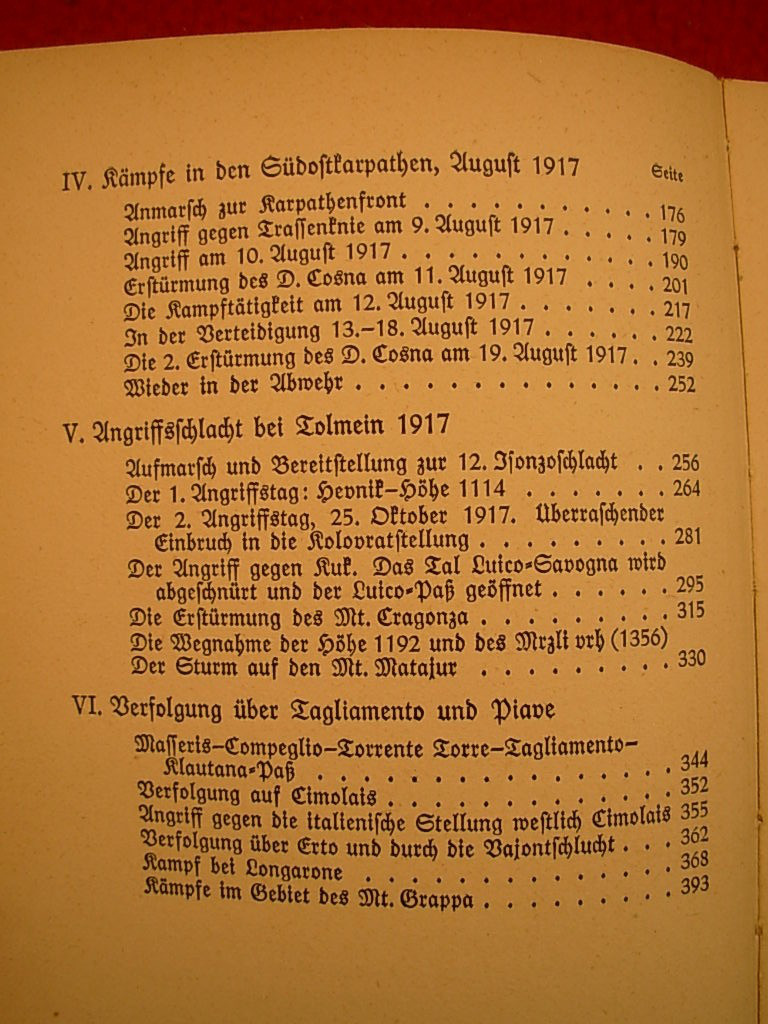 IV. Kämpfe in den Südostkarpathen, August 1917 Seite
Anmarsch zur Karpathenfront . . . . . . . . . . . 176
Angriff gegen Trassenknie am 9. August 1917 . . . . . 179
Angriff am 10. August 1917 . . . . . . . . . . . 190
Erstürmung des D. Cosna am 11. August 1917 . . . . 201
Die Kampftätigkeit am 12. August 1917 . . . . . . 217
In der Verteidigung 13.–18. August 1917 . . . . . . 222
Die 2. Erstürmung des D. Cosna am 19. August 1917 . . 239
Wieder in der Abwehr . . . . . . . . . . . . . 252
V. Angriffsschlacht bei Tolmein 1917
Aufmarsch und Bereitstellung zur 12. Isonzoschlacht . . 256
Der 1. Angriffstag: Hevnik–Höhe 1114 . . . . . . . 264
Der 2. Angriffstag, 25. Oktober 1917. Überraschender
Einbruch in die Kolovratstellung . . . . . . . . . 281
Der Angriff gegen Kuk. Das Tal Luico-Savogna wird
abgeschnürt und der Luico-Paß geöffnet . . . . . . 295
Die Erstürmung des Mt. Cragonza . . . . . . . . . 315
Die Wegnahme der Höhe 1192 und des Mrzli vrh (1356)
Der Sturm auf den Mt. Matajur . . . . . . . . . 330
VI. Verfolgung über Tagliamento und Piave
Masseris–Compeglio–Torrente Torre–Tagliamento–
Klautana-Paß . . . . . . . . . . . . . . . 344
Verfolgung auf Cimolais . . . . . . . . . . . . 352
Angriff gegen die italienische Stellung westlich Cimolais 355
Verfolgung über Erto und durch die Vajontschlucht . . . 362
Kampf bei Longarone . . . . . . . . . . . . . 368
Kämpfe im Gebiet des Mt. Grappa . . . . . . . . . 393